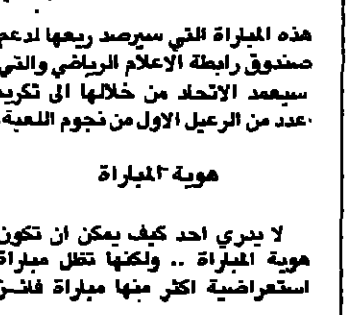 هذه المباراة التي سيرصد ريعها لدعم
صندوق رابطة الاعلام الرياضي والتي
سيعمد الاتحاد من خلالها الى تكريم
عدد من الرعيل الاول من نجوم اللعبة.
هوية المباراة
لا يدري احد كيف يمكن ان تكون
هوية المباراة .. ولكنها تظل مباراة
استعراضية اكثر منها مباراة فائز